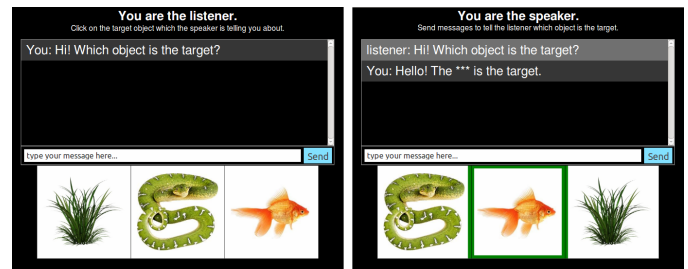 You are the listener.
Click on the target object which the speaker is telling you about.
You: Hi! Which object is the target?
type your message here...
Send
You are the speaker.
Send messages to tell the listener which object is the target.
listener: Hi! Which object is the target?
You: Hello! The *** is the target.
type your message here...
Send